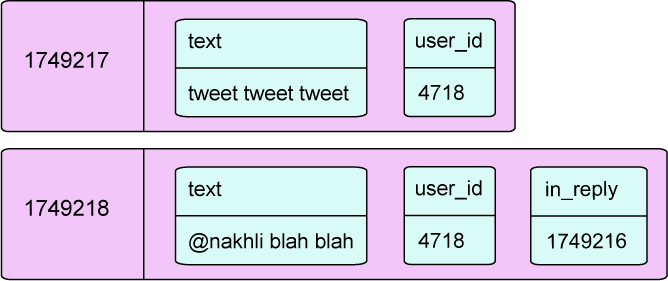 1749217
text
user_id
tweet tweet tweet
4718
1749218
text
user_id
in_reply
@nakhli blah blah
4718
1749216